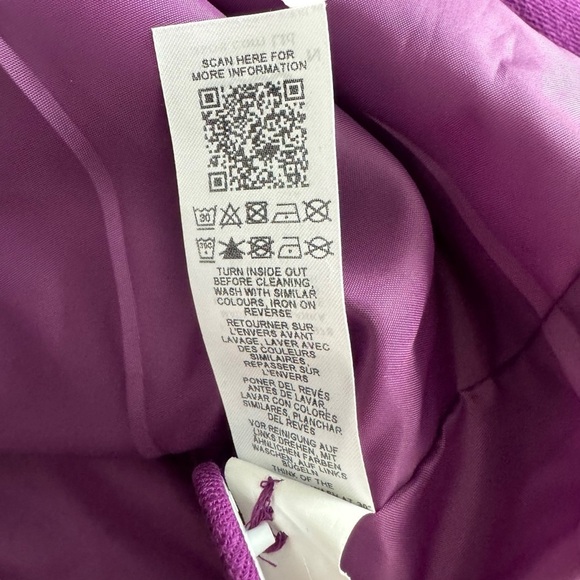 SCAN HERE FOR
MORE INFORMATION
30
TURN INSIDE OUT
BEFORE CLEANING,
WASH WITH SIMILAR
COLOURS, IRON ON
REVERSE
RETOURNER SUR
L'ENVERS AVANT
LAVAGE, LAVER AVEC
DES COULEURS
SIMILAIRES
REPASSER SUR
L'ENVERS
PONER DEL REVÉS
ANTES DE LAVAR,
LAVAR CON COLORES
SIMILARES, PLANCHAR
DEL REVÉS
VOR REINIGUNG AUF
LINKS DREHEN, MIT
ÄHNLICHEN FARBEN
WASCHEN, AUF LINKS
BÜGELN
THINK OF THE